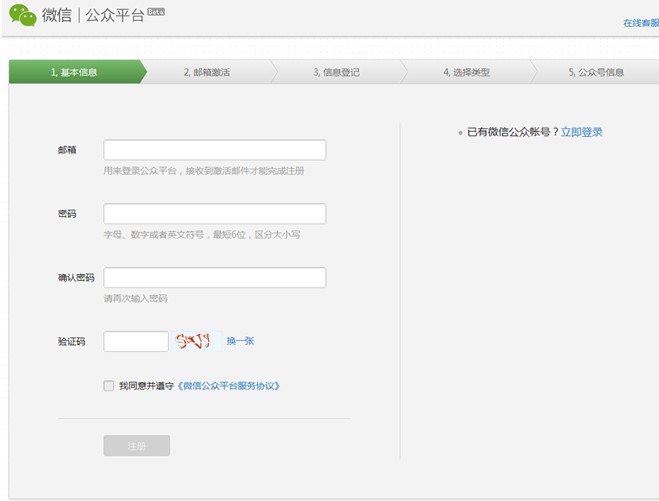 微信 | 公众平台 Beta
在线客服
1, 基本信息 2, 邮箱激活 3, 信息登记 4, 选择类型 5, 公众号信息
已有微信公众帐号？立即登录
邮箱
用来登录公众平台，接收到激活邮件才能完成注册
密码
字母、数字或者英文符号，最短6位，区分大小写
确认密码
请再次输入密码
验证码 换一张
我同意并遵守《微信公众平台服务协议》
注册